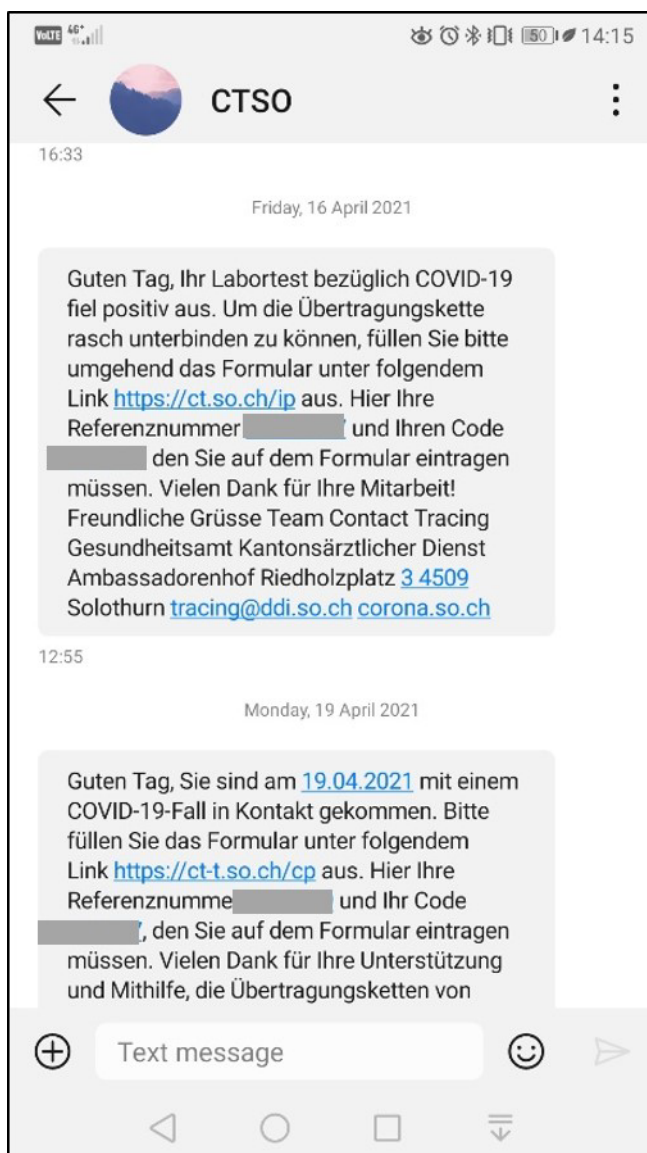 VoLTE 4G+ 50 14:15
CTSO
16:33
Friday, 16 April 2021
Guten Tag, Ihr Labortest bezüglich COVID-19
fiel positiv aus. Um die Übertragungskette
rasch unterbinden zu können, füllen Sie bitte
umgehend das Formular unter folgendem
Link https://ct.so.ch/ip aus. Hier Ihre
Referenznummer und Ihren Code
den Sie auf dem Formular eintragen
müssen. Vielen Dank für Ihre Mitarbeit!
Freundliche Grüsse Team Contact Tracing
Gesundheitsamt Kantonsärztlicher Dienst
Ambassadorenhof Riedholzplatz 3 4509
Solothurn tracing@ddi.so.ch corona.so.ch
12:55
Monday, 19 April 2021
Guten Tag, Sie sind am 19.04.2021 mit einem
COVID-19-Fall in Kontakt gekommen. Bitte
füllen Sie das Formular unter folgendem
Link https://ct-t.so.ch/cp aus. Hier Ihre
Referenznumme und Ihr Code
, den Sie auf dem Formular eintragen
müssen. Vielen Dank für Ihre Unterstützung
und Mithilfe, die Übertragungsketten von
Text message